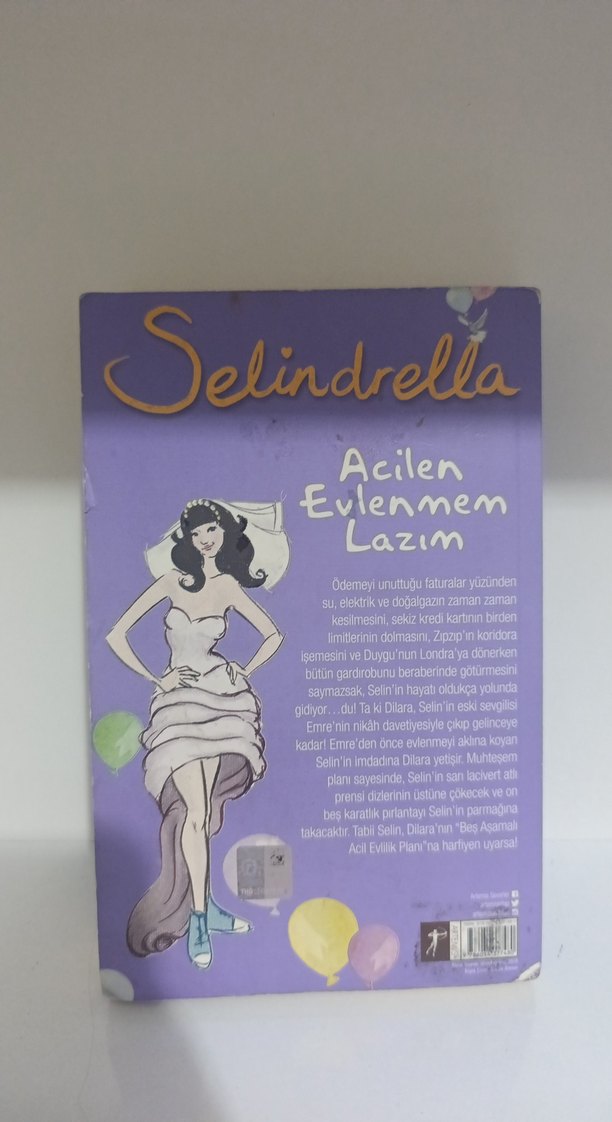 Selindrella
Acilen
Evlenmem
Lazım
Ödemeyi unuttuğu faturalar yüzünden
su, elektrik ve doğalgazın zaman zaman
kesilmesini, sekiz kredi kartının birden
limitlerinin dolmasını, Zıpzıp'ın koridora
işemesini ve Duygu'nun Londra'ya dönerken
bütün gardırobunu beraberinde götürmesini
saymazsak, Selin'in hayatı oldukça yolunda
gidiyor...du! Ta ki Dilara, Selin'in eski sevgilisi
Emre'nin nikâh davetiyesiyle çıkıp gelinceye
kadar! Emre'den önce evlenmeyi aklına koyan
Selin'in imdadına Dilara yetişir. Muhteşem
planı sayesinde, Selin'in sarı lacivert atlı
prensi dizlerinin üstüne çökecek ve on
beş karatlık pırlantayı Selin'in parmağına
takacaktır. Tabii Selin, Dilara'nın "Beş Aşamalı
Acil Evlilik Planı"na harfiyen uyarsa!